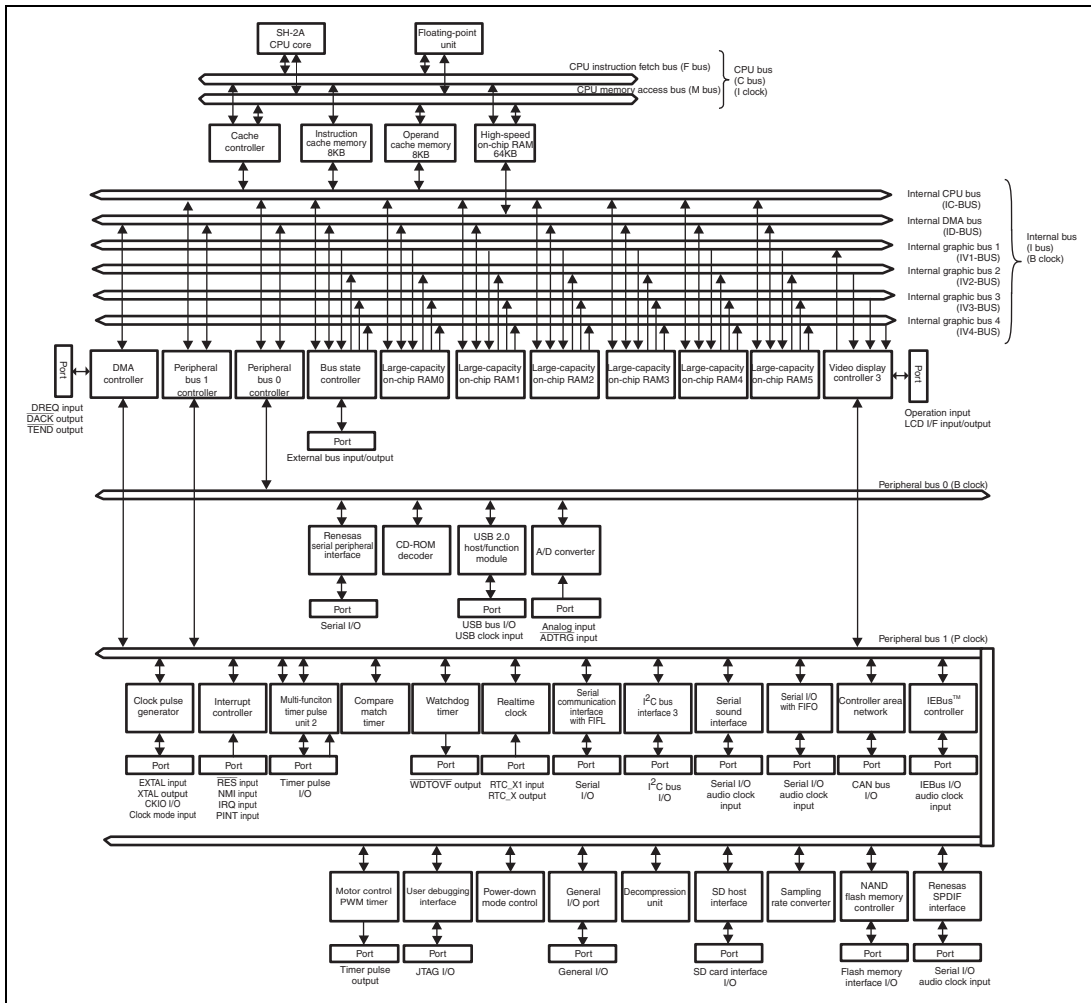 SH-2A
CPU core
Floating-point
unit
CPU instruction fetch bus (F bus)
CPU memory access bus (M bus)
CPU bus
(C bus)
(I clock)
Cache
controller
Instruction
cache memory
8KB
Operand
cache memory
8KB
High-speed
on-chip RAM
64KB
Internal CPU bus
(IC-BUS)
Internal DMA bus
(ID-BUS)
Internal graphic bus 1
(IV1-BUS)
Internal graphic bus 2
(IV2-BUS)
Internal graphic bus 3
(IV3-BUS)
Internal graphic bus 4
(IV4-BUS)
Internal bus
(I bus)
(B clock)
Port
DMA
controller
Peripheral
bus 1
controller
Peripheral
bus 0
controller
Bus state
controller
Large-capacity
on-chip RAM0
Large-capacity
on-chip RAM1
Large-capacity
on-chip RAM2
Large-capacity
on-chip RAM3
Large-capacity
on-chip RAM4
Large-capacity
on-chip RAM5
Video display
controller 3
Port
DREQ input
DACK output
TEND output
Operation input
LCD I/F input/output
Port
External bus input/output
Peripheral bus 0 (B clock)
Renesas
serial peripheral
interface
CD-ROM
decoder
USB 2.0
host/function
module
A/D converter
Port
Port
Port
Serial I/O
USB bus I/O
USB clock input
Analog input
ADTRG input
Peripheral bus 1 (P clock)
Clock pulse
generator
Interrupt
controller
Multi-funciton
timer pulse
unit 2
Compare
match
timer
Watchdog
timer
Realtime
clock
Serial
communication
interface
with FIFL
I²C bus
interface 3
Serial
sound
interface
Serial I/O
with FIFO
Controller area
network
IEBus™
controller
Port
Port
Port
Port
Port
Port
Port
Port
Port
Port
Port
EXTAL input
XTAL output
CKIO I/O
Clock mode input
RES input
NMI input
IRQ input
PINT input
Timer pulse
I/O
WDTOVF output
RTC_X1 input
RTC_X output
Serial
I/O
I²C bus
I/O
Serial I/O
audio clock
input
Serial I/O
audio clock
input
CAN bus
I/O
IEBus I/O
audio clock
input
Motor control
PWM timer
User debugging
interface
Power-down
mode control
General
I/O port
Decompression
unit
SD host
interface
Sampling
rate converter
NAND
flash memory
controller
Renesas
SPDIF
interface
Port
Port
Port
Port
Port
Port
Timer pulse
output
JTAG I/O
General I/O
SD card interface
I/O
Flash memory
interface I/O
Serial I/O
audio clock input